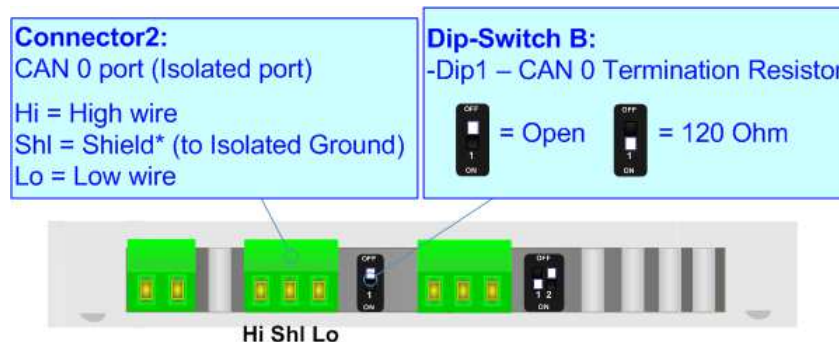 Connector2:
CAN 0 port (Isolated port)
Hi = High wire
Shl = Shield* (to Isolated Ground)
Lo = Low wire
Dip-Switch B:
-Dip1 – CAN 0 Termination Resistor
OFF
1
ON
= Open
OFF
1
ON
= 120 Ohm
OFF
1
ON
OFF
1 2
ON
Hi Shl Lo